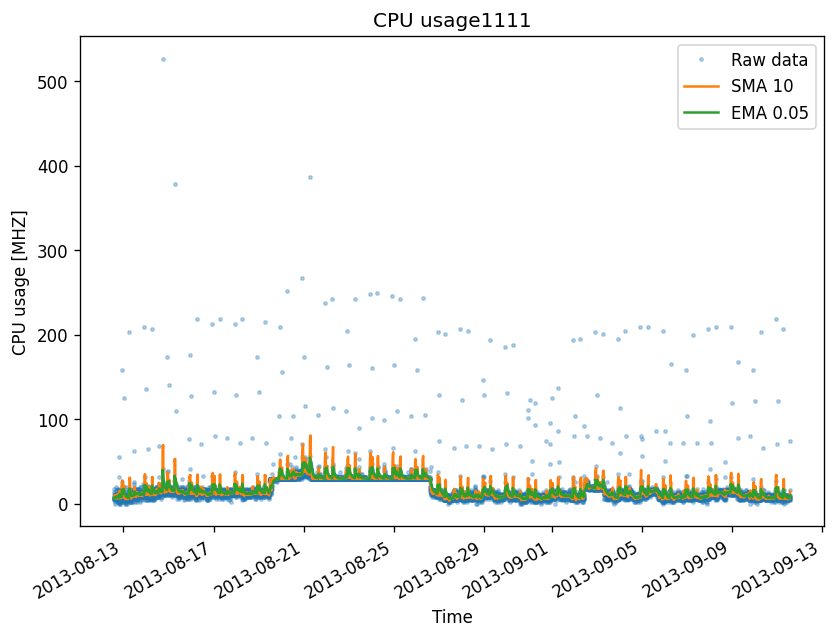 CPU usage1111
Raw data
SMA 10
EMA 0.05
CPU usage [MHZ]
500
400
300
200
100
0
2013-08-13
2013-08-17
2013-08-21
2013-08-25
2013-08-29
2013-09-01
2013-09-05
2013-09-09
2013-09-13
Time